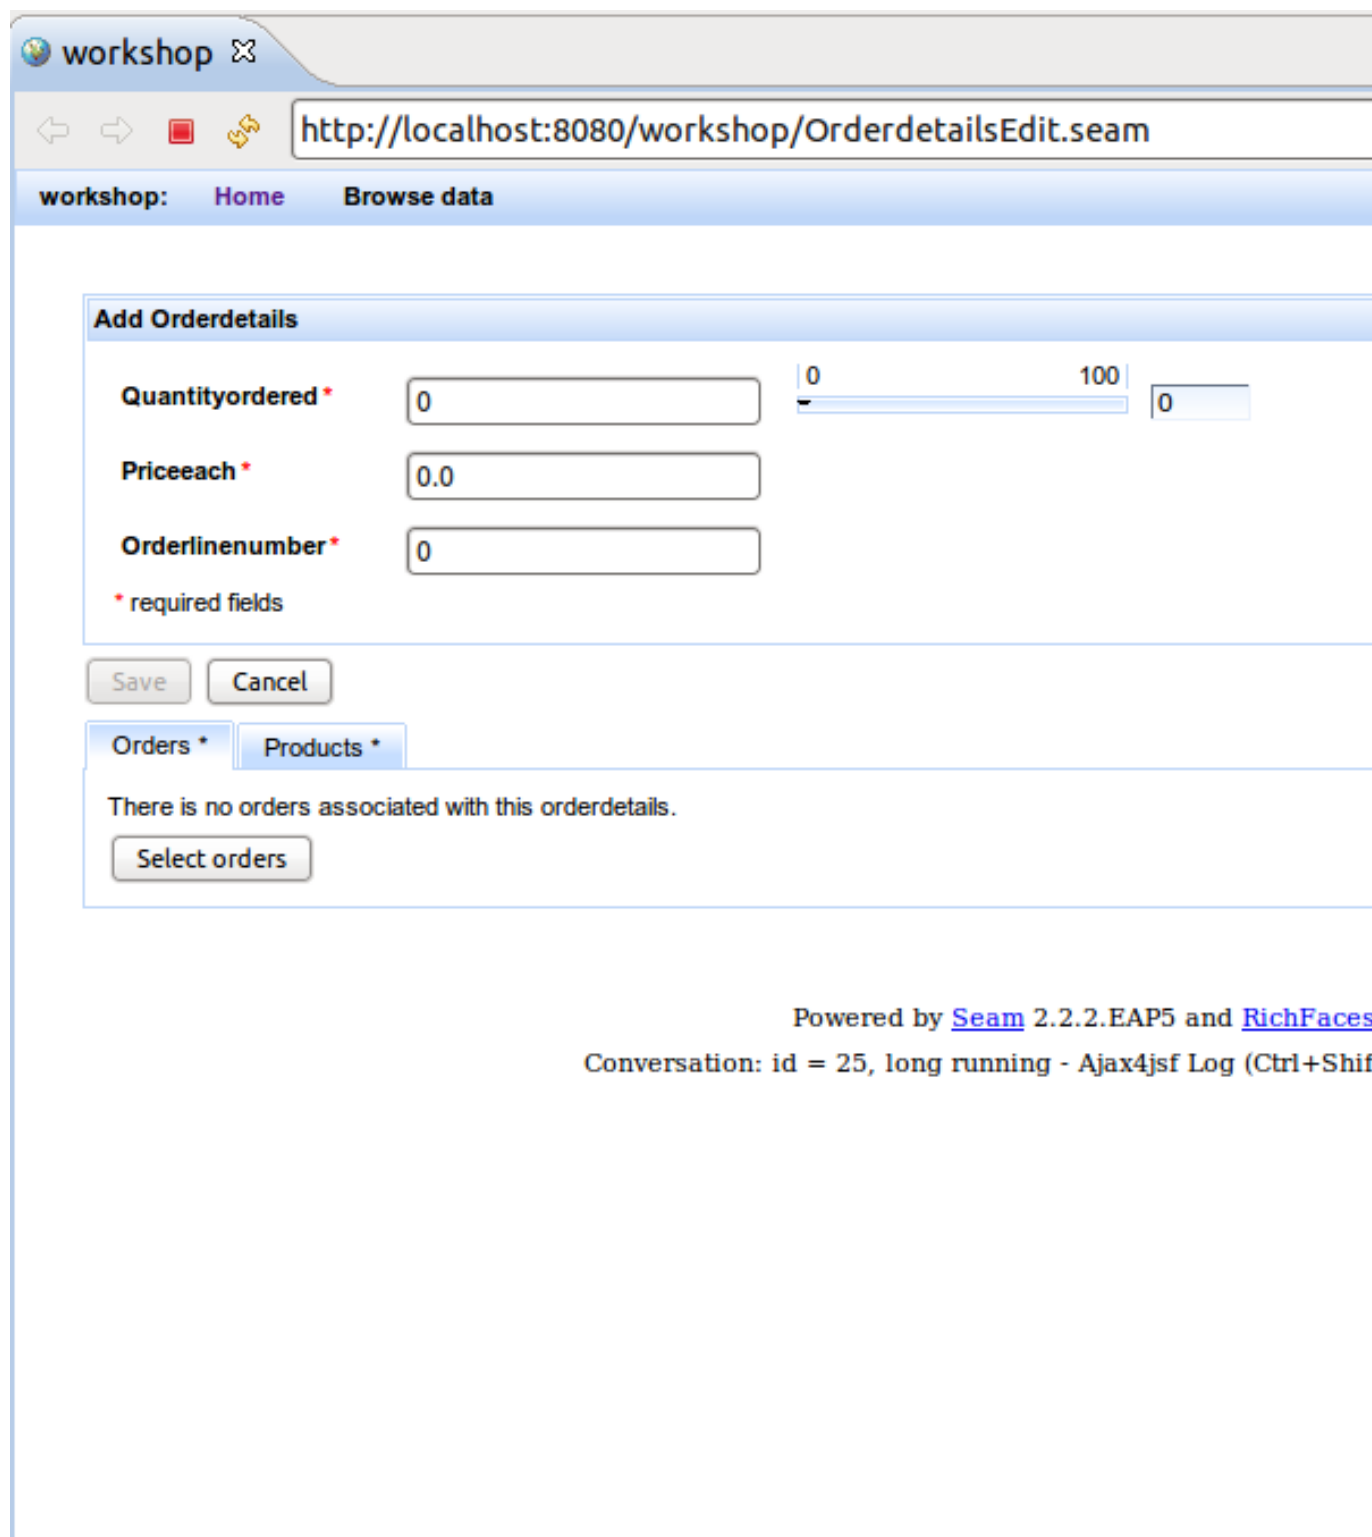 workshop
http://localhost:8080/workshop/OrderdetailsEdit.seam
workshop: Home Browse data
Add Orderdetails
0 100
Quantityordered * 0 0
Priceeach * 0.0
Orderlinenumber * 0
* required fields
Save Cancel
Orders * Products *
There is no orders associated with this orderdetails.
Select orders
Powered by Seam 2.2.2.EAP5 and RichFaces
Conversation: id = 25, long running - Ajax4jsf Log (Ctrl+Shif